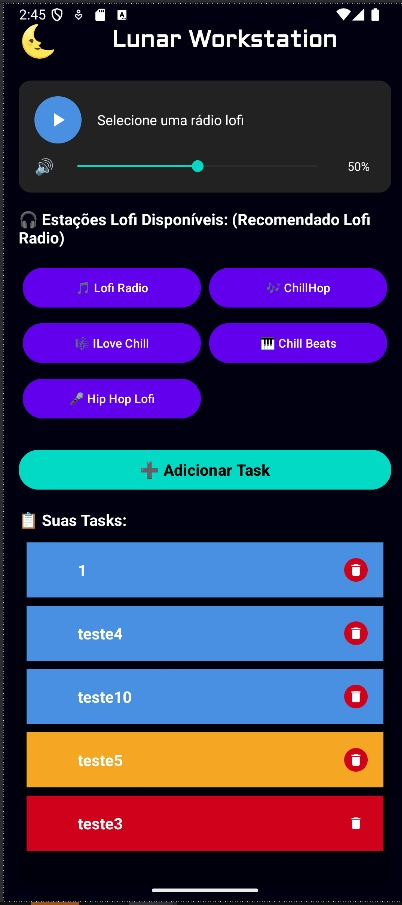 2:45
Lunar Workstation
Selecione uma rádio lofi
50%
Estações Lofi Disponíveis: (Recomendado Lofi
Radio)
Lofi Radio
ChillHop
ILove Chill
Chill Beats
Hip Hop Lofi
Adicionar Task
Suas Tasks:
1
teste4
teste10
teste5
teste3